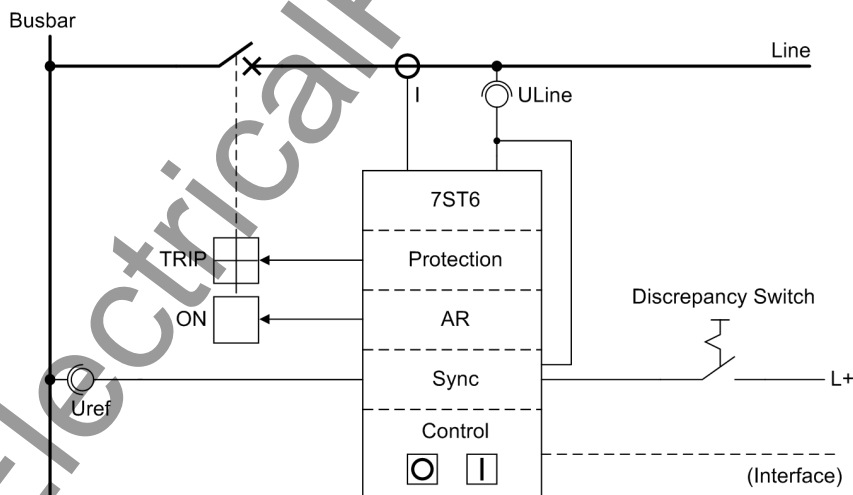 Busbar
Line
I
ULine
7ST6
TRIP
Protection
Discrepancy Switch
ON
AR
Sync
L+
Uref
Control
(Interface)